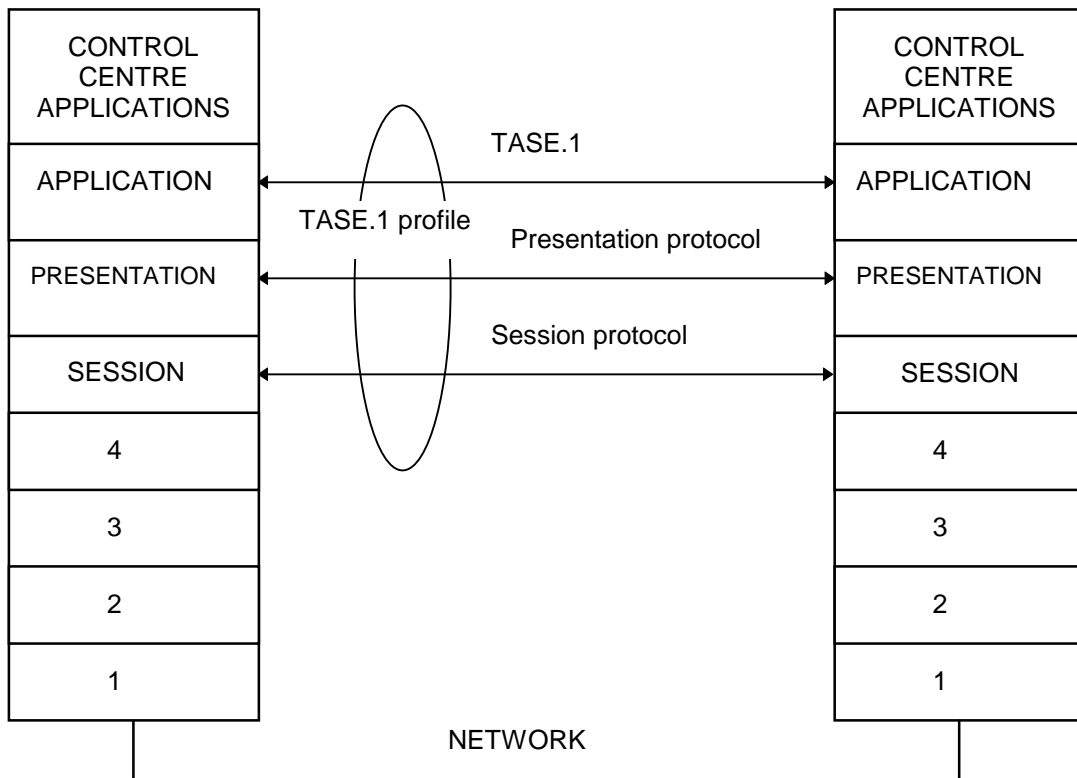 CONTROL
CENTRE
APPLICATIONS
CONTROL
CENTRE
APPLICATIONS
TASE.1
APPLICATION
APPLICATION
TASE.1 profile
Presentation protocol
PRESENTATION
PRESENTATION
Session protocol
SESSION
SESSION
4
4
3
3
2
2
1
1
NETWORK